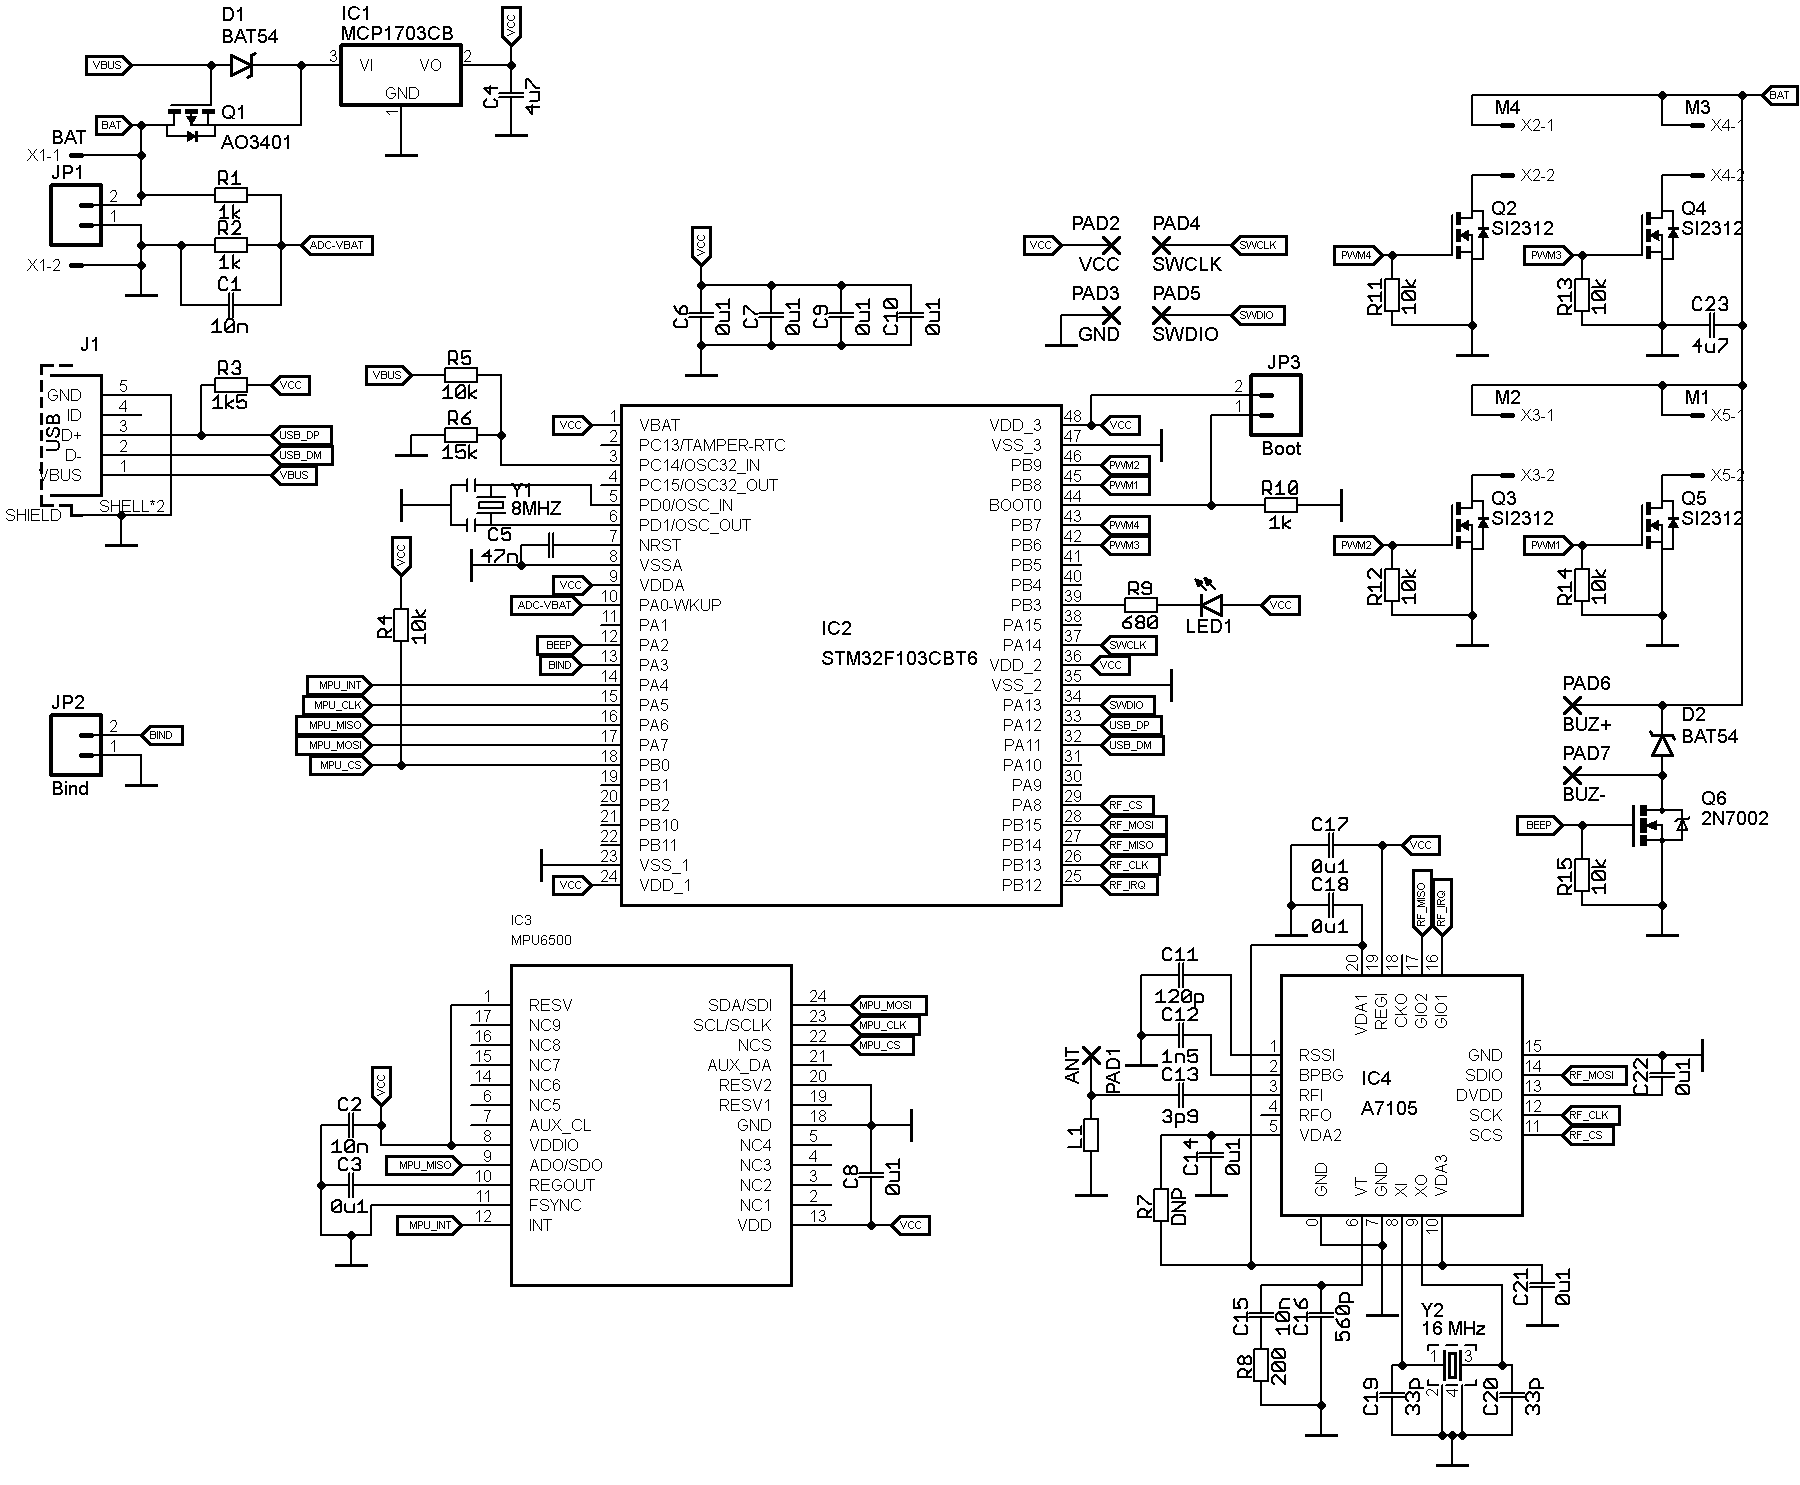 D1
BAT54
IC1
MCP1703CB
VCC
VBUS
3
VI
VO
2
GND
1
C4
4u7
Q1
AO3401
BAT
BAT
X1-1
JP1
2
1
X1-2
R1
1k
R2
1k
ADC-VBAT
C1
10n
J1
USB
GND
5
ID
4
D+
3
D-
2
VBUS
1
SHIELD
SHELL*2
R3
1k5
VCC
USB_DP
USB_DM
VBUS
JP2
2
1
BIND
Bind
VCC
C6
0u1
C7
0u1
C9
0u1
C10
0u1
PAD2
VCC
VCC
PAD4
SWCLK
SWCLK
PAD3
GND
PAD5
SWDIO
SWDIO
JP3
2
1
Boot
VBUS
R5
10k
R6
15k
Y1
8MHZ
C5
47n
VCC
R4
10k
IC2
STM32F103CBT6
VCC
1
VBAT
2
PC13/TAMPER-RTC
3
PC14/OSC32_IN
4
PC15/OSC32_OUT
5
PD0/OSC_IN
6
PD1/OSC_OUT
7
NRST
8
VSSA
VCC
9
VDDA
ADC-VBAT
10
PA0-WKUP
11
PA1
BEEP
12
PA2
BIND
13
PA3
MPU_INT
14
PA4
MPU_CLK
15
PA5
MPU_MISO
16
PA6
MPU_MOSI
17
PA7
MPU_CS
18
PB0
19
PB1
20
PB2
21
PB10
22
PB11
23
VSS_1
VCC
24
VDD_1
VDD_3
48
VCC
VSS_3
47
PB9
46
PWM2
PB8
45
PWM1
BOOT0
44
R10
1k
PB7
43
PWM4
PB6
42
PWM3
PB5
41
PB4
40
PB3
39
R9
680
LED1
VCC
PA15
38
PA14
37
SWCLK
VDD_2
36
VCC
VSS_2
35
PA13
34
SWDIO
PA12
33
USB_DP
PA11
32
USB_DM
PA10
31
PA9
30
PA8
29
RF_CS
PB15
28
RF_MOSI
PB14
27
RF_MISO
PB13
26
RF_CLK
PB12
25
RF_IRQ
BAT
M4
X2-1
M3
X4-1
X2-2
X4-2
Q2
SI2312
Q4
SI2312
PWM4
R11
10k
PWM3
R13
10k
C23
4u7
M2
X3-1
M1
X5-1
X3-2
X5-2
Q3
SI2312
Q5
SI2312
PWM2
R12
10k
PWM1
R14
10k
PAD6
BUZ+
D2
BAT54
PAD7
BUZ-
Q6
2N7002
BEEP
R15
10k
IC3
MPU6500
1
RESV
17
NC9
16
NC8
15
NC7
14
NC6
6
NC5
7
AUX_CL
8
VDDIO
MPU_MISO
9
ADO/SDO
10
REGOUT
11
FSYNC
MPU_INT
12
INT
VCC
C2
10n
C3
0u1
SDA/SDI
24
MPU_MOSI
SCL/SCLK
23
MPU_CLK
NCS
22
MPU_CS
AUX_DA
21
RESV2
20
RESV1
19
GND
18
NC4
5
NC3
4
NC2
3
NC1
2
VDD
13
VCC
C8
0u1
C17
0u1
C18
0u1
VCC
RF_MISO
RF_IRQ
C11
120p
C12
1n5
C13
3p9
ANT
PAD1
L1
C14
0u1
R7
DNP
IC4
A7105
20
19
18
17
16
VDA1
REGI
CKO
GIO2
GIO1
1
RSSI
2
BPBG
3
RFI
4
RFO
5
VDA2
GND
15
SDIO
14
RF_MOSI
DVDD
13
SCK
12
RF_CLK
SCS
11
RF_CS
C22
0u1
GND
VT
GND
XI
XO
VDA3
0
6
7
8
9
10
C15
10n
C16
560p
R8
200
C21
0u1
Y2
16 MHz
1
3
2
4
C19
33p
C20
33p